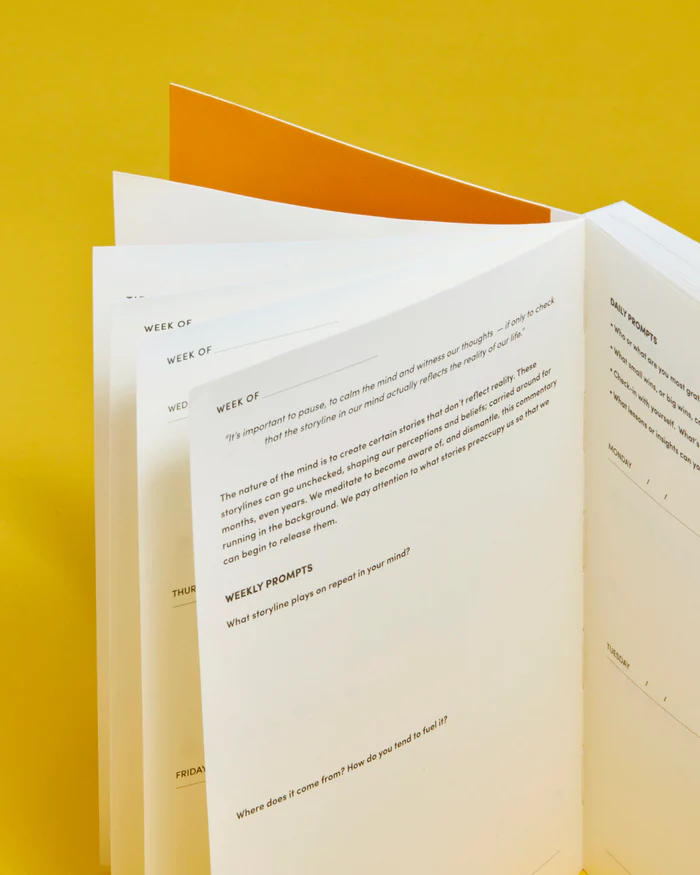 WEEK OF
WEEK OF
WED
THUR
FRIDAY
WEEK OF
"It's important to pause, to calm the mind and witness our thoughts — if only to check
that the storyline in our mind actually reflects the reality of our life."
The nature of the mind is to create certain stories that don't reflect reality. These
storylines can go unchecked, shaping our perceptions and beliefs; carried around for
months, even years. We meditate to become aware of, and dismantle, this commentary
running in the background. We pay attention to what stories preoccupy us so that we
can begin to release them.
WEEKLY PROMPTS
What storyline plays on repeat in your mind?
Where does it come from? How do you tend to fuel it?
DAILY PROMPTS
• Who or what are you most
• What small wins, or big wins,
• Check-in with yourself. What's
• What lessons or insights can
MONDAY / /
TUESDAY / /